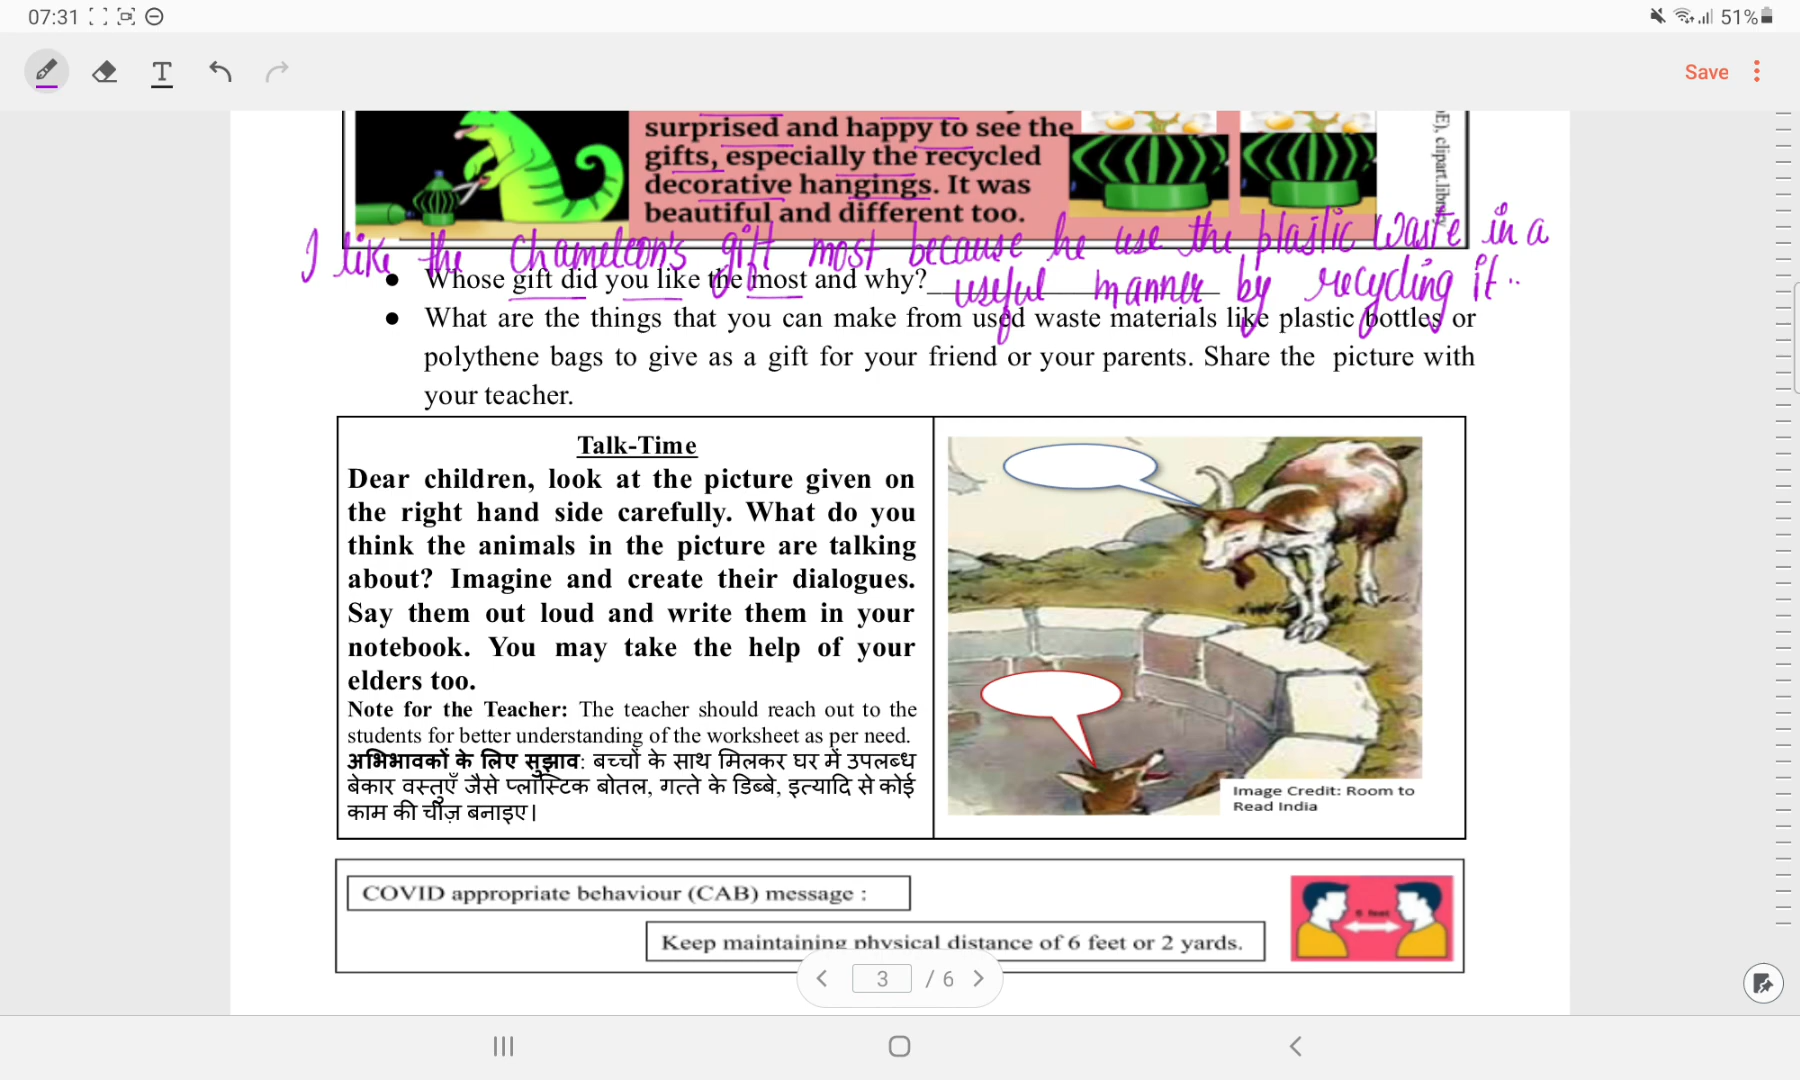 07:31
51%
T
Save
surprised and happy to see the
gifts, especially the recycled
decorative hangings. It was
beautiful and different too.
I like the chameleon's gift most because he use the plastic waste in a
useful manner by recycling it..
• Whose gift did you like the most and why?
• What are the things that you can make from used waste materials like plastic bottles or
polythene bags to give as a gift for your friend or your parents. Share the picture with
your teacher.
Talk-Time
Dear children, look at the picture given on
the right hand side carefully. What do you
think the animals in the picture are talking
about? Imagine and create their dialogues.
Say them out loud and write them in your
notebook. You may take the help of your
elders too.
Note for the Teacher: The teacher should reach out to the
students for better understanding of the worksheet as per need.
अभिभावकों के लिए सुझाव: बच्चों के साथ मिलकर घर में उपलब्ध
बेकार वस्तुएँ जैसे प्लास्टिक बोतल, गत्ते के डिब्बे, इत्यादि से कोई
काम की चीज़ बनाइए।
Image Credit: Room to
Read India
COVID appropriate behaviour (CAB) message :
Keep maintaining physical distance of 6 feet or 2 yards.
6 feet
3 / 6